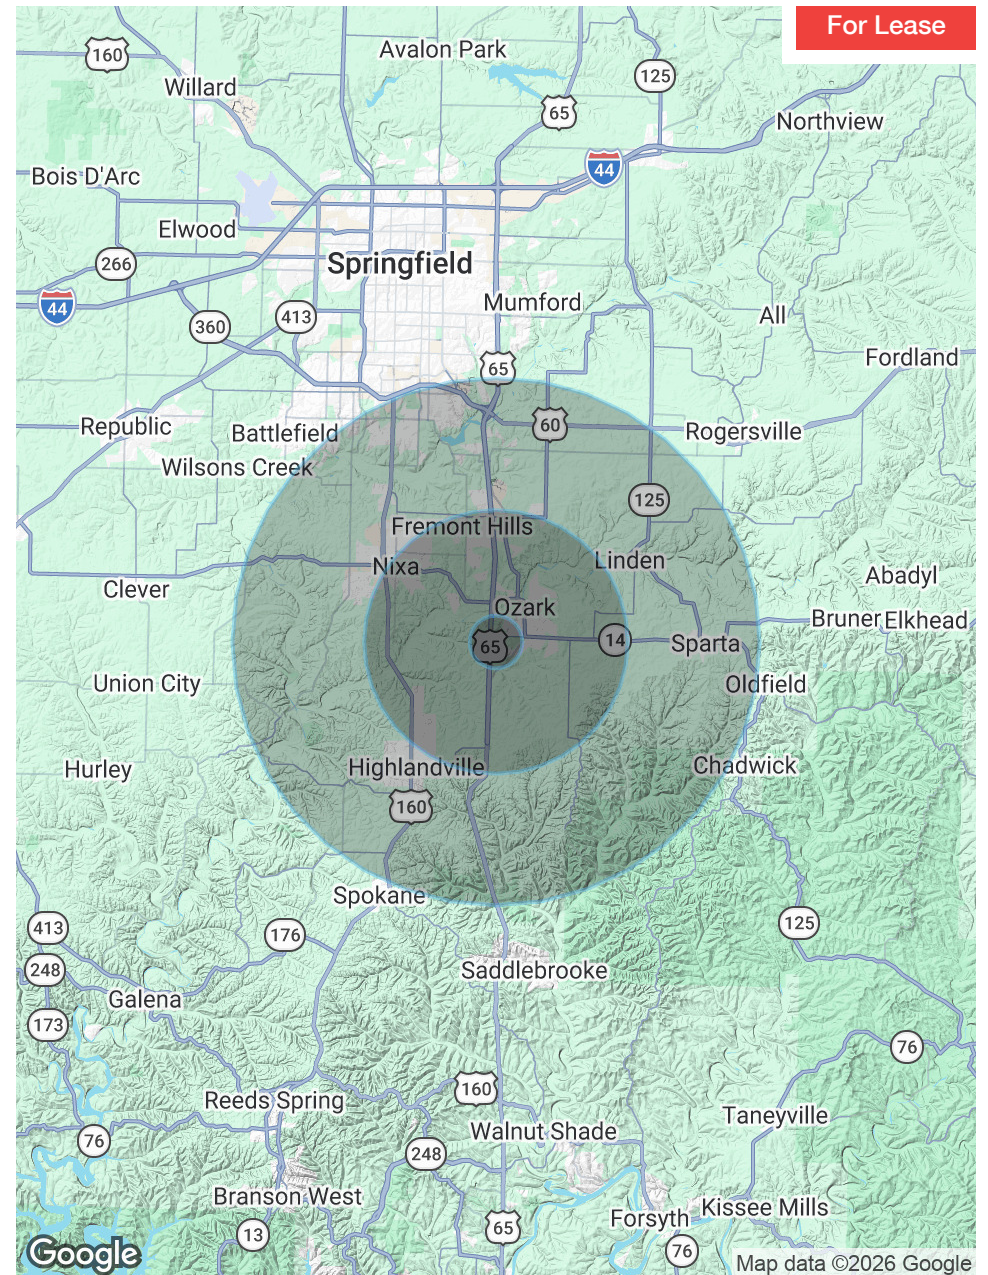 For Lease
Avalon Park
160
125
Willard
65
Northview
44
Bois D'Arc
Elwood
266
Springfield
44
Mumford
413
All
360
Fordland
65
Republic
60
Battlefield
Rogersville
Wilsons Creek
125
Fremont Hills
Linden
Nixa
Abadyl
Clever
Ozark
Bruner
Elkhead
65
14
Sparta
Union City
Oldfield
Hurley
Highlandville
Chadwick
160
Spokane
413
176
125
248
Saddlebrooke
Galena
173
76
160
Reeds Spring
Taneyville
76
Walnut Shade
248
Branson West
Kissee Mills
Forsyth
65
13
76
Google
Map data ©2026 Google